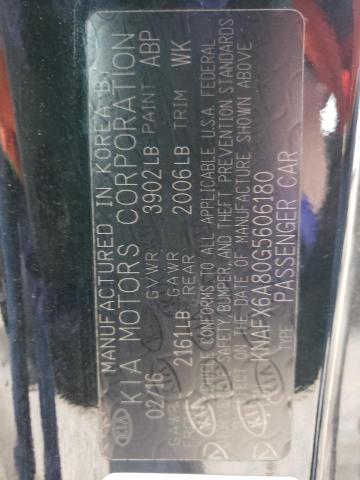 MANUFACTURED IN KOREA BY
KIA MOTORS CORPORATION
02/16 GVWR 3902LB PAINT ABP
GAWR FRONT 2161LB GAWR REAR 2006LB TRIM WK
VEHICLE CONFORMS TO ALL APPLICABLE U.S.A. FEDERAL
SAFETY, BUMPER, AND THEFT PREVENTION STANDARDS
EFFECT ON THE DATE OF MANUFACTURE SHOWN ABOVE
KNAFX6A80G5606180
TYPE PASSENGER CAR